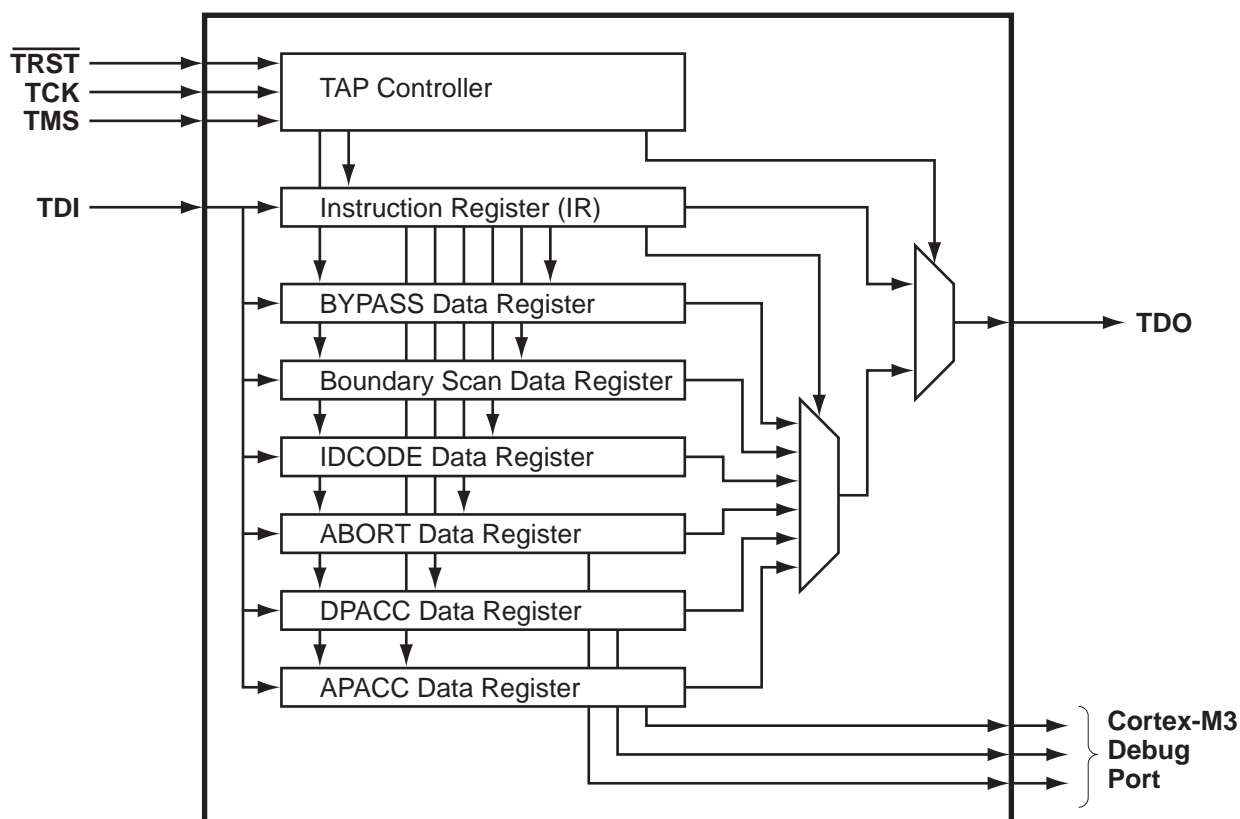 TRST
TCK
TMS
TAP Controller
TDI
Instruction Register (IR)
BYPASS Data Register
TDO
Boundary Scan Data Register
IDCODE Data Register
ABORT Data Register
DPACC Data Register
APACC Data Register
Cortex-M3
Debug
Port